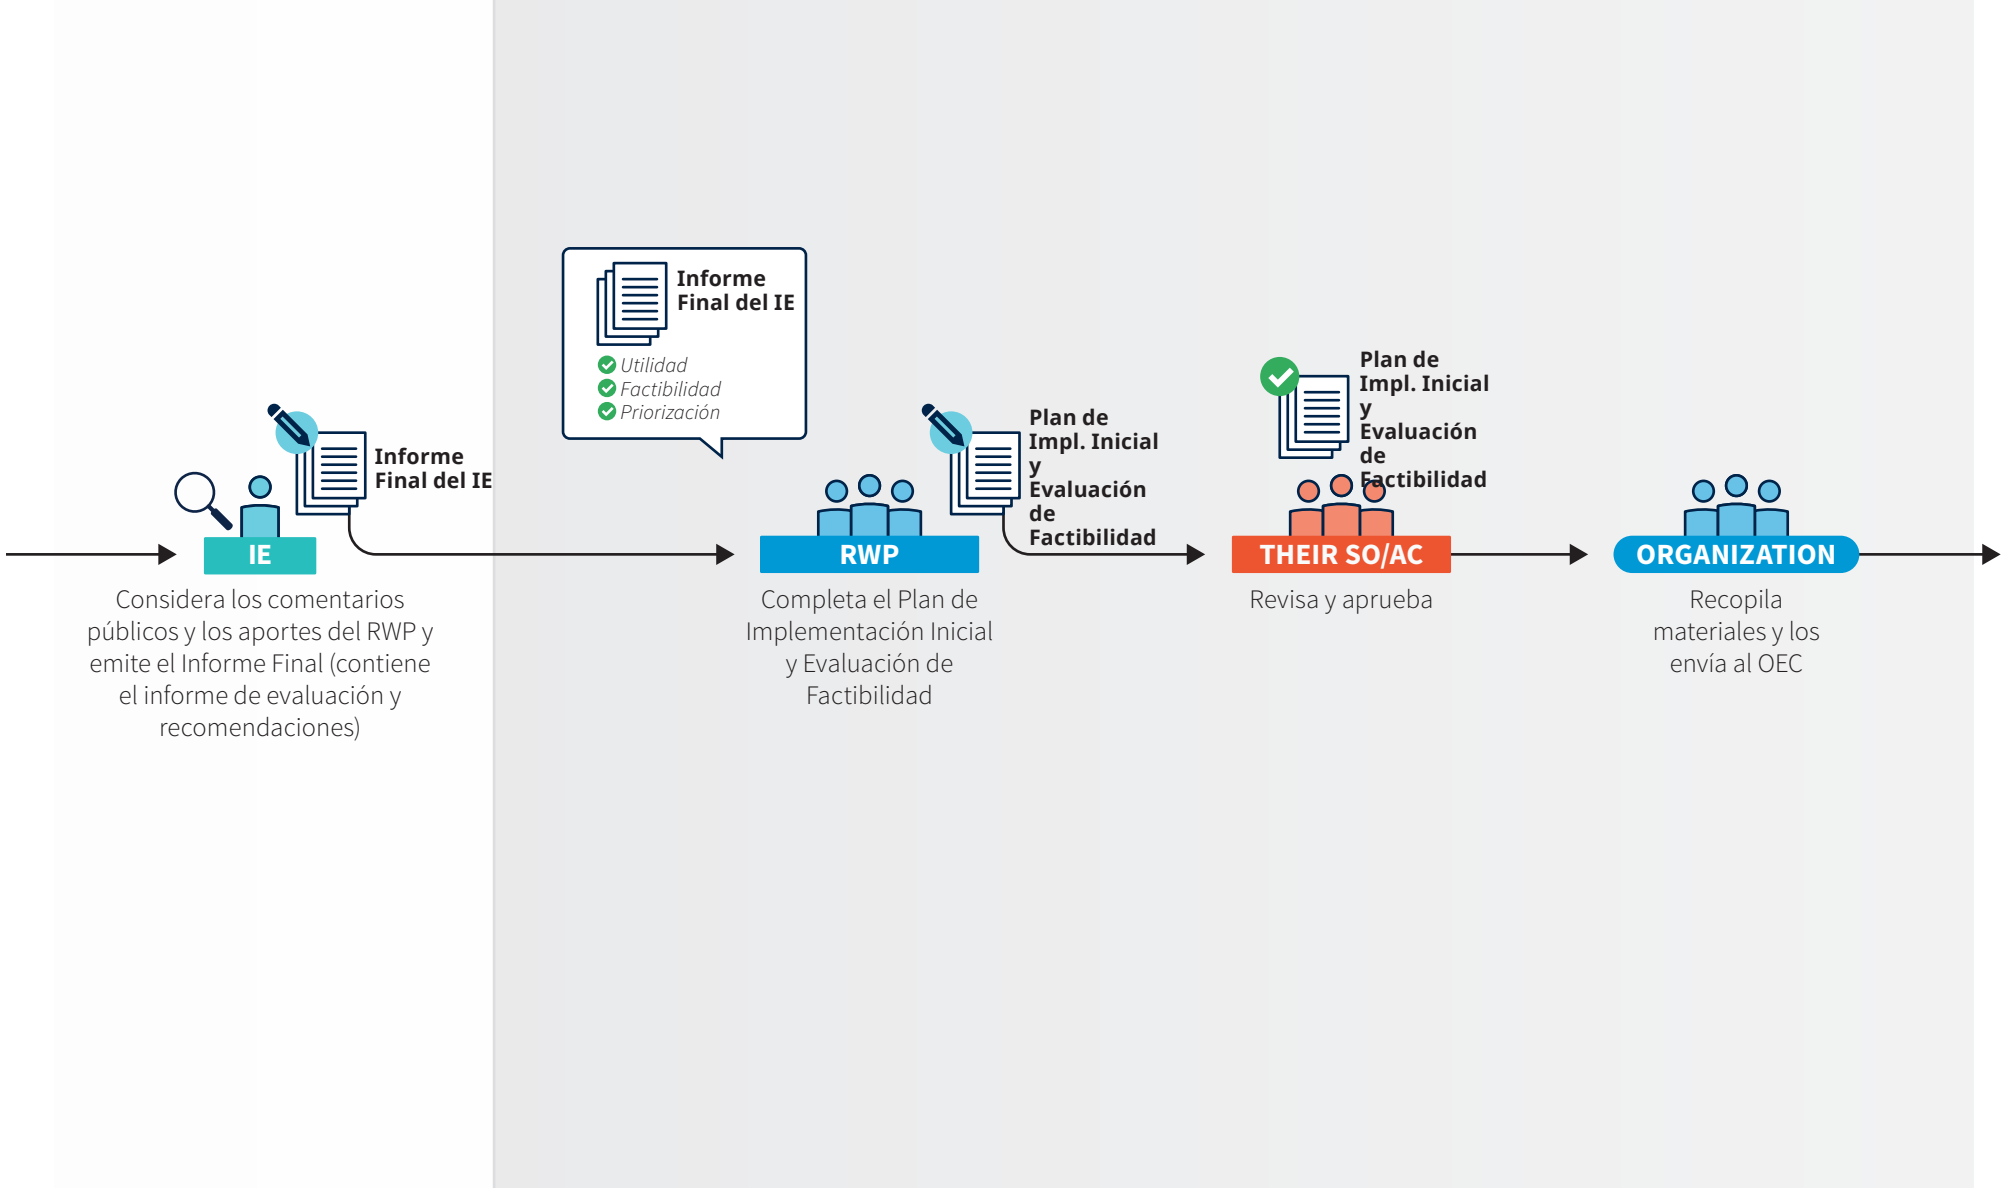 Informe
Final del IE
IE
Considera los comentarios
públicos y los aportes del RWP y
emite el Informe Final (contiene
el informe de evaluación y
recomendaciones)
Informe
Final del IE
Utilidad
Factibilidad
Priorización
Plan de
Impl. Inicial
y
Evaluación
de
Factibilidad
RWP
Completa el Plan de
Implementación Inicial
y Evaluación de
Factibilidad
Plan de
Impl. Inicial
y
Evaluación
de
Factibilidad
THEIR SO/AC
Revisa y aprueba
ORGANIZATION
Recopila
materiales y los
envía al OEC